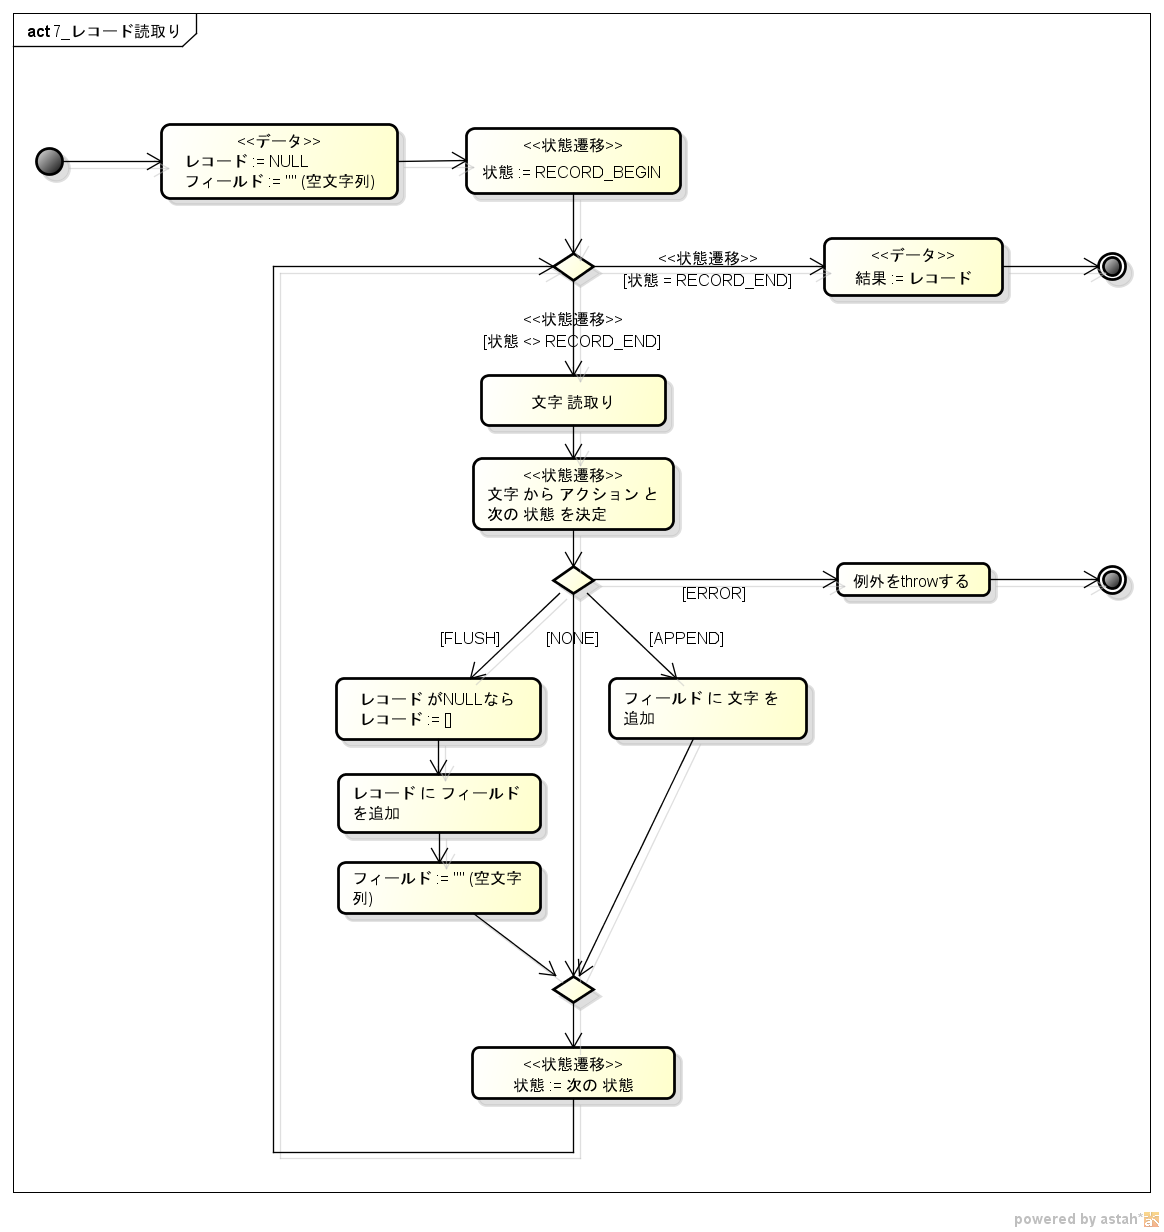 act 7_レコード読取り
<<データ>>
レコード := NULL
フィールド := "" (空文字列)
<<状態遷移>>
状態 := RECORD_BEGIN
<<状態遷移>>
[状態 = RECORD_END]
<<データ>>
結果 := レコード
<<状態遷移>>
[状態 <> RECORD_END]
文字 読取り
<<状態遷移>>
文字 から アクション と
次の 状態 を決定
[ERROR]
例外をthrowする
[FLUSH]
[NONE]
[APPEND]
レコード がNULLなら
レコード := []
フィールド に 文字 を
追加
レコード に フィールド
を追加
フィールド := "" (空文字
列)
<<状態遷移>>
状態 := 次の 状態
powered by astah*